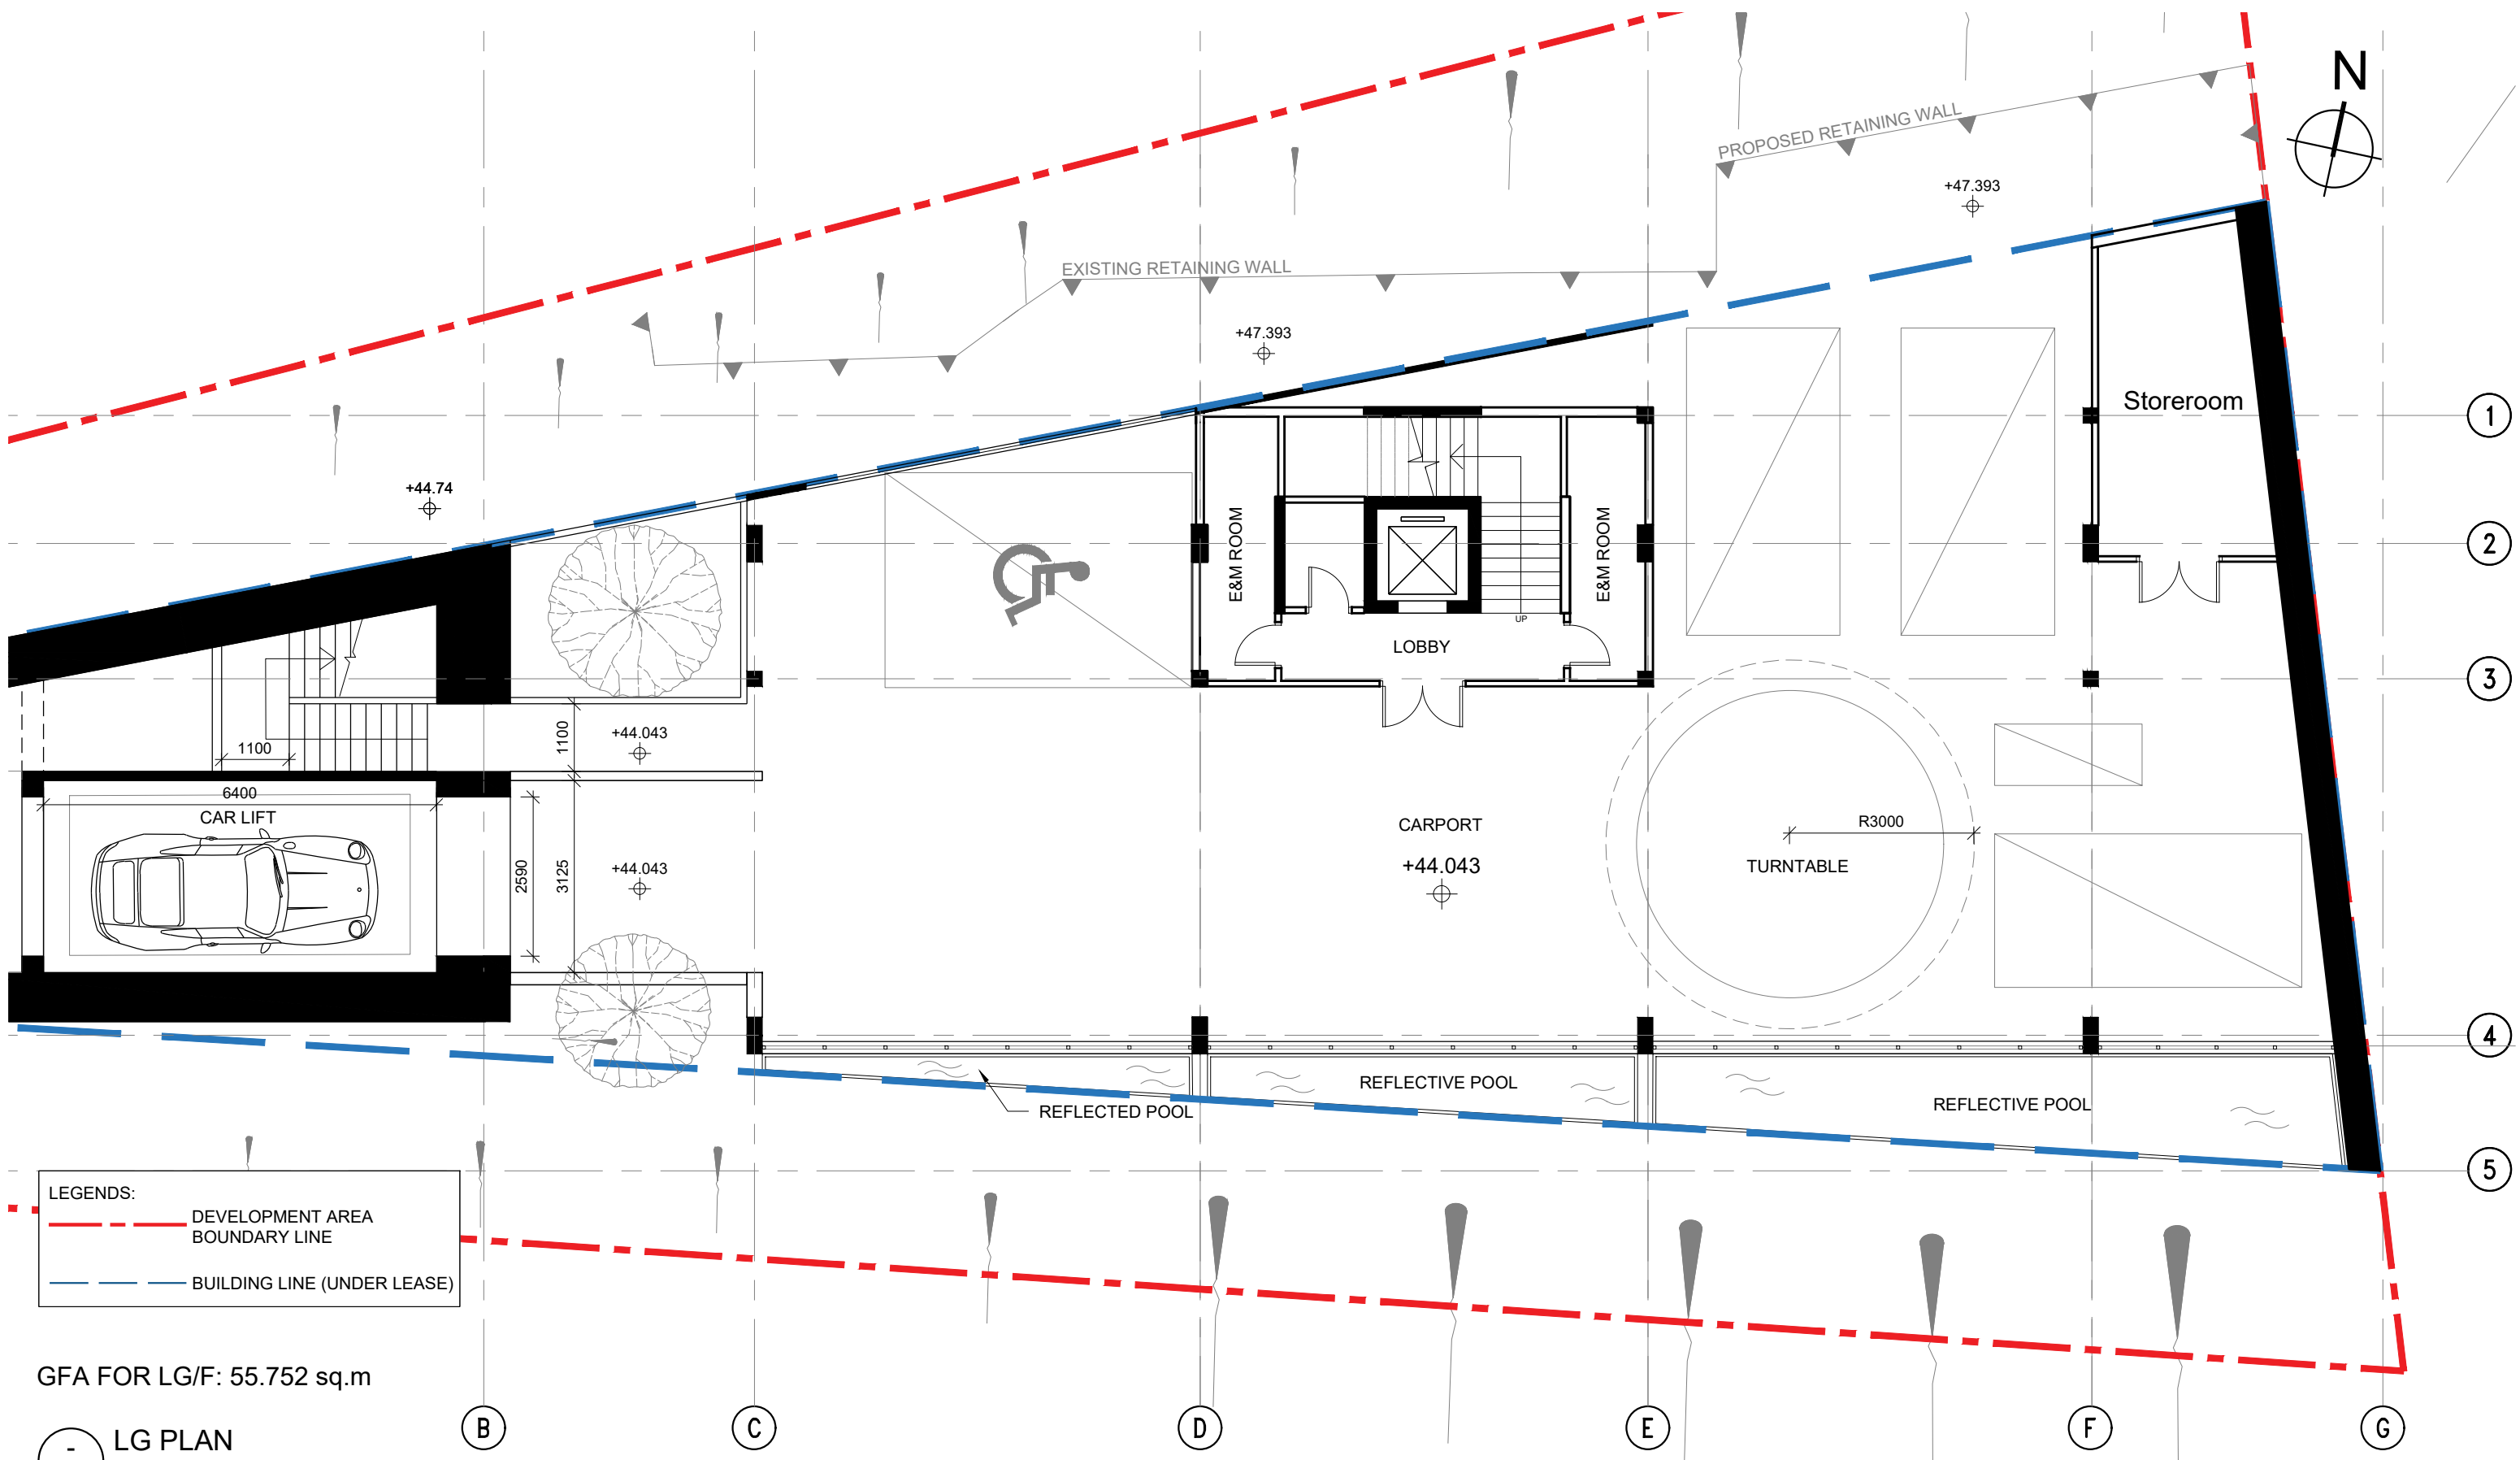 N
PROPOSED RETAINING WALL
+47.393
EXISTING RETAINING WALL
+47.393
Storeroom
1
+44.74
2
E&M ROOM
E&M ROOM
UP
LOBBY
3
1100
1100
+44.043
6400
CAR LIFT
2590
3125
+44.043
CARPORT
+44.043
R3000
TURNTABLE
4
REFLECTIVE POOL
REFLECTED POOL
REFLECTIVE POOL
5
LEGENDS:
DEVELOPMENT AREA
BOUNDARY LINE
BUILDING LINE (UNDER LEASE)
GFA FOR LG/F: 55.752 sq.m
B
C
D
E
F
G
-
LG PLAN